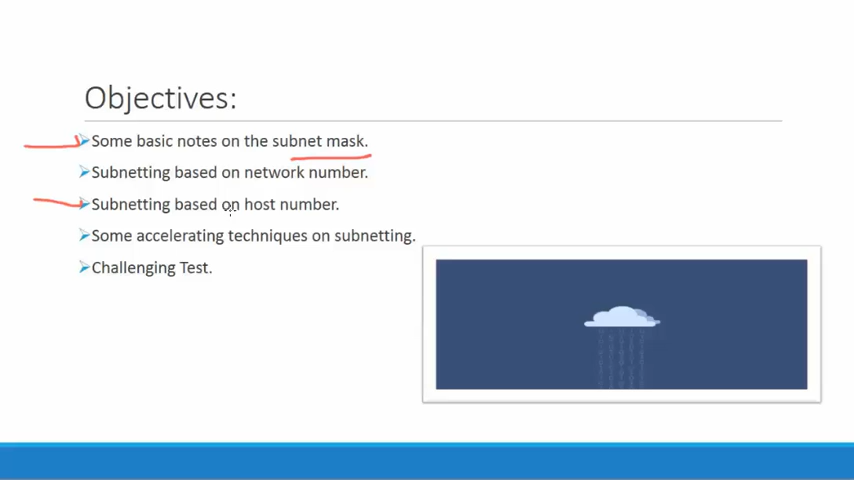 Objectives:
Some basic notes on the subnet mask.
Subnetting based on network number.
Subnetting based on host number.
Some accelerating techniques on subnetting.
Challenging Test.